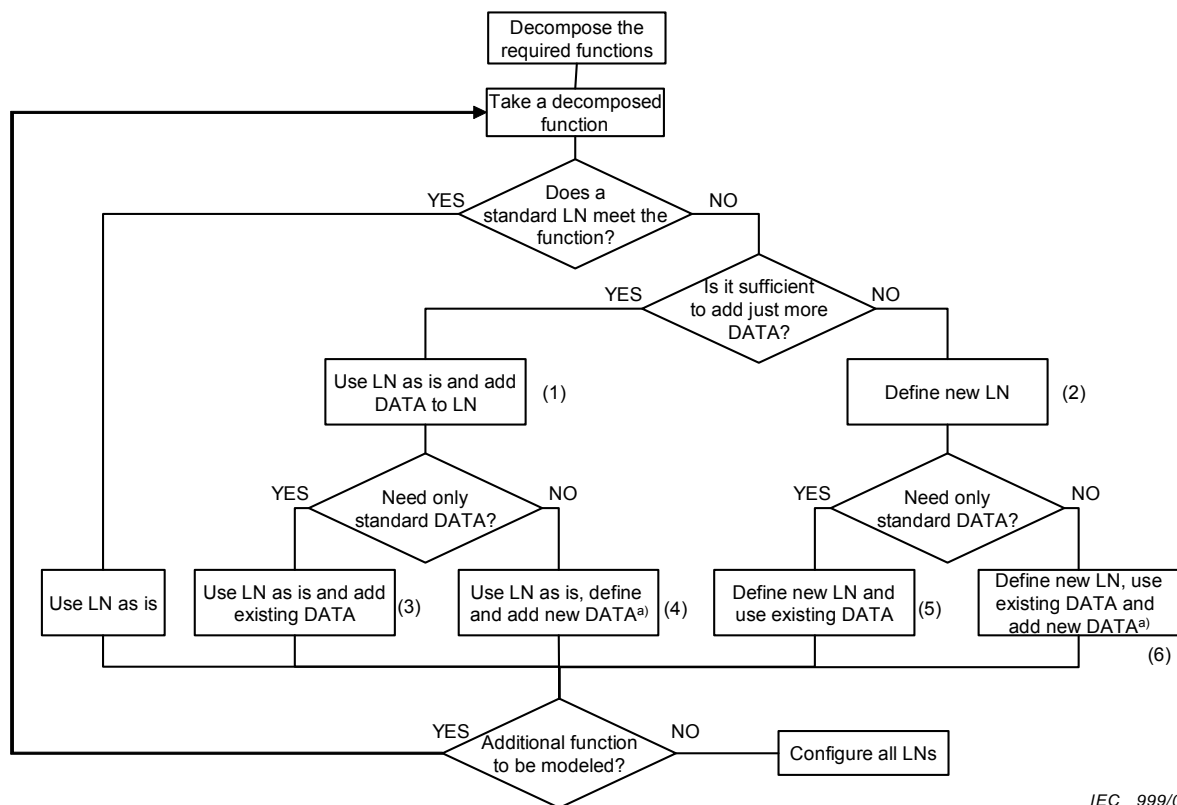 Decompose the
required functions
Take a decomposed
function
YES
Does a
standard LN meet the
function?
NO
YES
Is it sufficient
to add just more
DATA?
NO
Use LN as is and add
DATA to LN
(1)
Define new LN
(2)
YES
Need only
standard DATA?
NO
YES
Need only
standard DATA?
NO
Use LN as is
Use LN as is and add
existing DATA
(3)
Use LN as is, define
and add new DATAa)
(4)
Define new LN and
use existing DATA
(5)
Define new LN, use
existing DATA and
add new DATAa)
(6)
YES
Additional function
to be modeled?
NO
Configure all LNs
IEC 999/